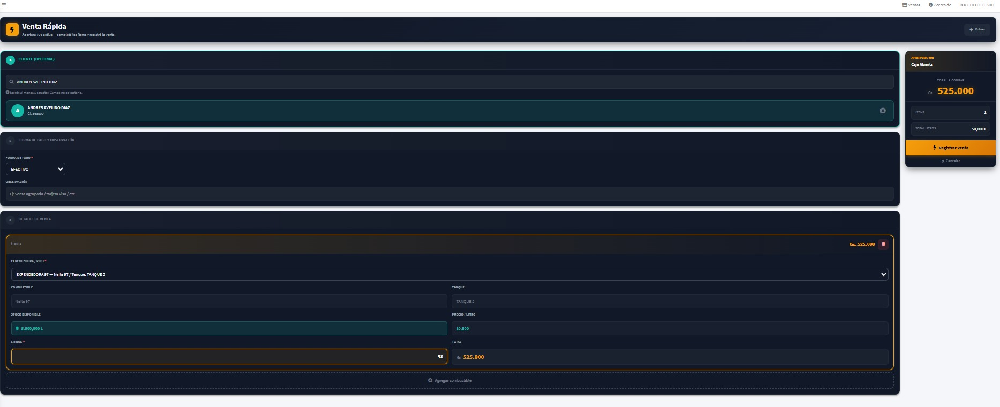 Ventas
Acerca de
ROGELIO DELGADO
Venta Rápida
Apertura #91 activa — completá los ítems y registrá la venta.
Volver
1
CLIENTE (OPCIONAL)
ANDRES AVELINO DIAZ
Escribí al menos 1 carácter. Campo no obligatorio.
A
ANDRES AVELINO DIAZ
CI:
2
FORMA DE PAGO Y OBSERVACIÓN
FORMA DE PAGO *
EFECTIVO
OBSERVACIÓN
Ej: venta agrupada / tarjeta Visa / etc.
3
DETALLE DE VENTA
ÍTEM 1
Gs. 525.000
EXPENDEDORA / PICO *
EXPENDEDORA 97 — Nafta 97 / Tanque: TANQUE 5
COMBUSTIBLE
TANQUE
Nafta 97
TANQUE 5
STOCK DISPONIBLE
PRECIO / LITRO
5.500,000 L
10.500
LITROS *
TOTAL
50
Gs. 525.000
Agregar combustible
APERTURA #91
Caja Abierta
TOTAL A COBRAR
Gs. 525.000
ÍTEMS
1
TOTAL LITROS
50,000 L
Registrar Venta
Cancelar